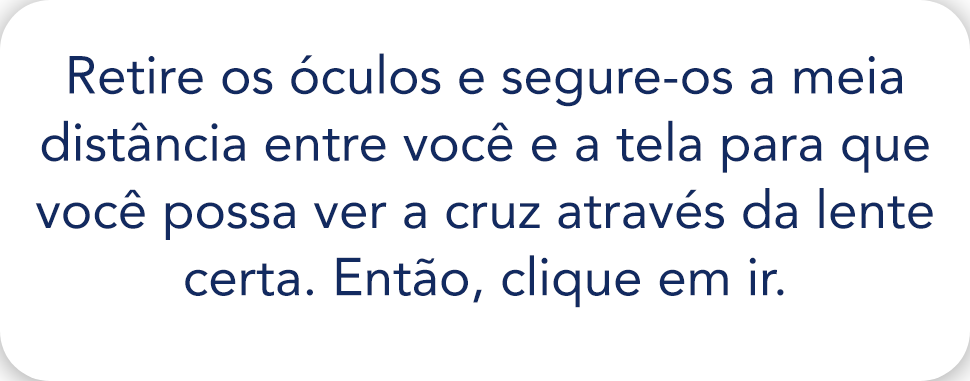 Retire os óculos e segure-os a meia
distância entre você e a tela para que
você possa ver a cruz através da lente
certa. Então, clique em ir.